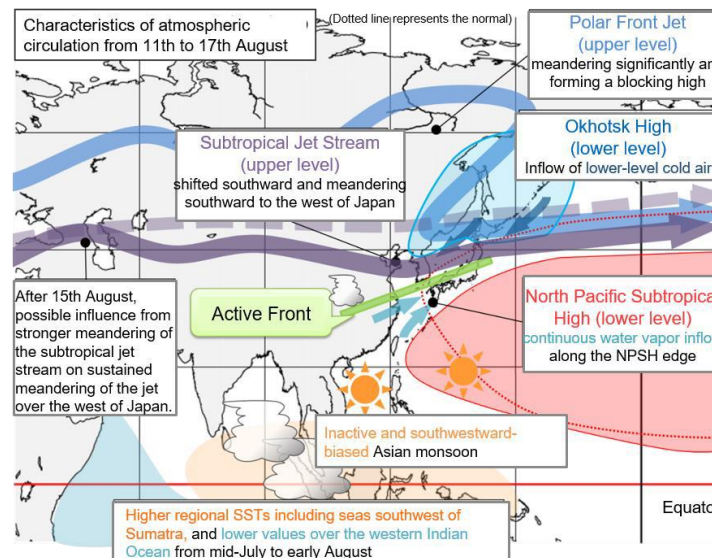 Characteristics of atmospheric
circulation from 11th to 17th August
(Dotted line represents the normal)
Polar Front Jet
(upper level)
meandering significantly an
forming a blocking high
Subtropical Jet Stream
(upper level)
shifted southward and meandering
southward to the west of Japan
Okhotsk High
(lower level)
Inflow of lower-level cold air
After 15th August,
possible influence from
stronger meandering of
the subtropical jet
stream on sustained
meandering of the jet
over the west of Japan.
Active Front
North Pacific Subtropica
High (lower level)
continuous water vapor inflo
along the NPSH edge
Inactive and southwestward-
biased Asian monsoon
Equato
Higher regional SSTs including seas southwest of
Sumatra, and lower values over the western Indian
Ocean from mid-July to early August